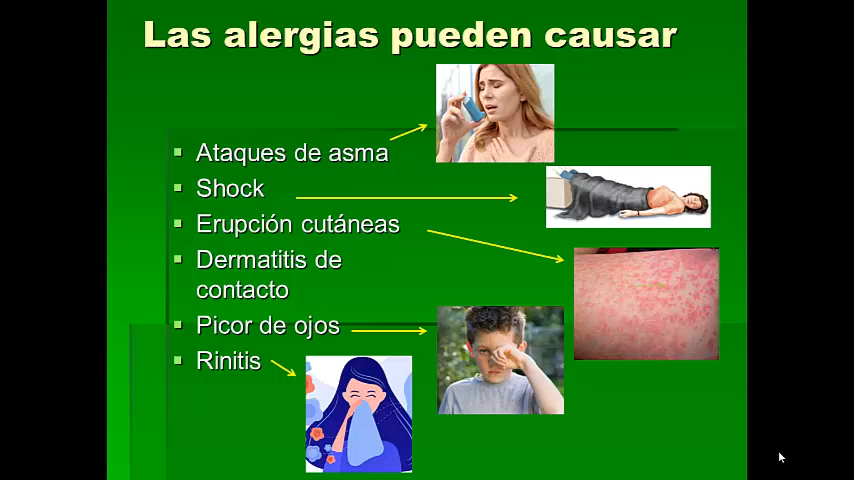 Las alergias pueden causar
Ataques de asma
Shock
Erupción cutáneas
Dermatitis de
contacto
Picor de ojos
Rinitis